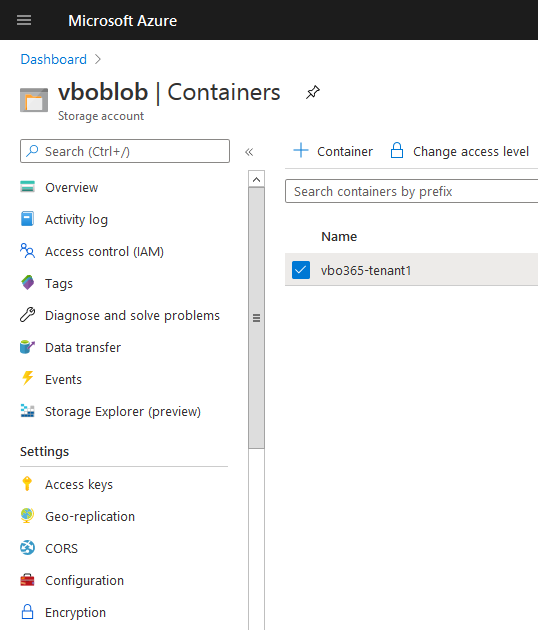 Microsoft Azure
Dashboard
vboblob | Containers
Storage account
Search (Ctrl+/)
Overview
Activity log
Access control (IAM)
Tags
Diagnose and solve problems
Data transfer
Events
Storage Explorer (preview)
Settings
Access keys
Geo-replication
CORS
Configuration
Encryption
Container
Change access level
Search containers by prefix
Name
vbo365-tenant1